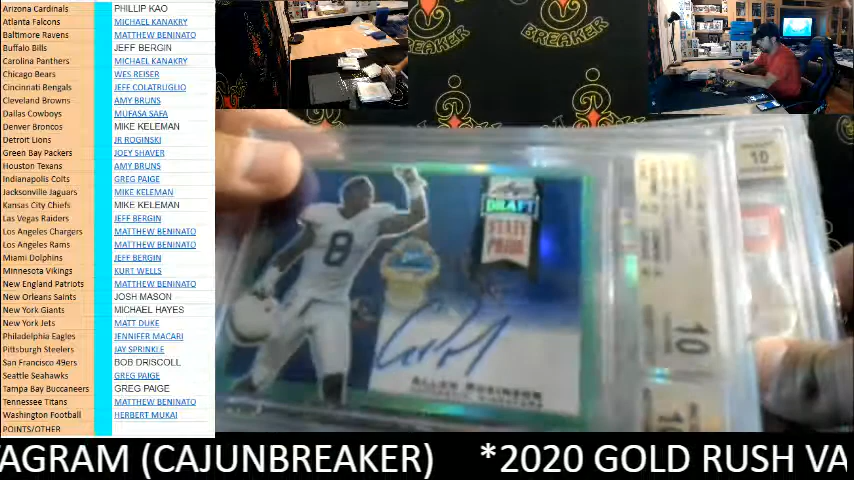 Arizona Cardinals PHILLIP KAO
Atlanta Falcons MICHAEL KANAKRY
Baltimore Ravens MATTHEW BENINATO
Buffalo Bills JEFF BERGIN
Carolina Panthers MICHAEL KANAKRY
Chicago Bears WES REISER
Cincinnati Bengals JEFF COLATRUGLIO
Cleveland Browns AMY BRUNS
Dallas Cowboys MUFASA SAFA
Denver Broncos MIKE KELEMAN
Detroit Lions JR ROGINSKI
Green Bay Packers JOEY SHAVER
Houston Texans AMY BRUNS
Indianapolis Colts GREG PAIGE
Jacksonville Jaguars MIKE KELEMAN
Kansas City Chiefs MIKE KELEMAN
Las Vegas Raiders JEFF BERGIN
Los Angeles Chargers MATTHEW BENINATO
Los Angeles Rams MATTHEW BENINATO
Miami Dolphins JEFF BERGIN
Minnesota Vikings KURT WELLS
New England Patriots MATTHEW BENINATO
New Orleans Saints JOSH MASON
New York Giants MICHAEL HAYES
New York Jets MATT DUKE
Philadelphia Eagles JENNIFER MACARI
Pittsburgh Steelers JAY SPRINKLE
San Francisco 49ers BOB DRISCOLL
Seattle Seahawks GREG PAIGE
Tampa Bay Buccaneers GREG PAIGE
Tennessee Titans MATTHEW BENINATO
Washington Football HERBERT MUKAI
POINTS/OTHER
BREAKER
BREAKER
10
DRAFT
STATE
PRIDE
8
10
ALLEN ROBINSON
AGRAM (CAJUNBREAKER) *2020 GOLD RUSH VA